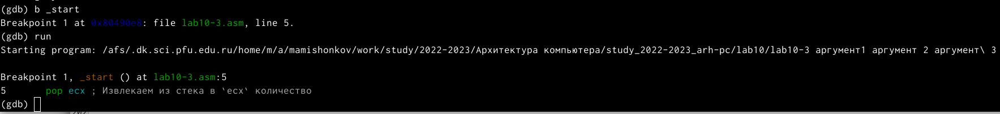 (gdb) b _start
Breakpoint 1 at 0x80490e8: file lab10-3.asm, line 5.
(gdb) run
Starting program: /afs/.dk.sci.pfu.edu.ru/home/m/a/mamishonkov/work/study/2022-2023/Архитектура компьютера/study_2022-2023_arh-pc/lab10/lab10-3 аргумент1 аргумент 2 аргумент\ 3
Breakpoint 1, _start () at lab10-3.asm:5
5 pop ecx ; Извлекаем из стека в `ecx` количество
(gdb)